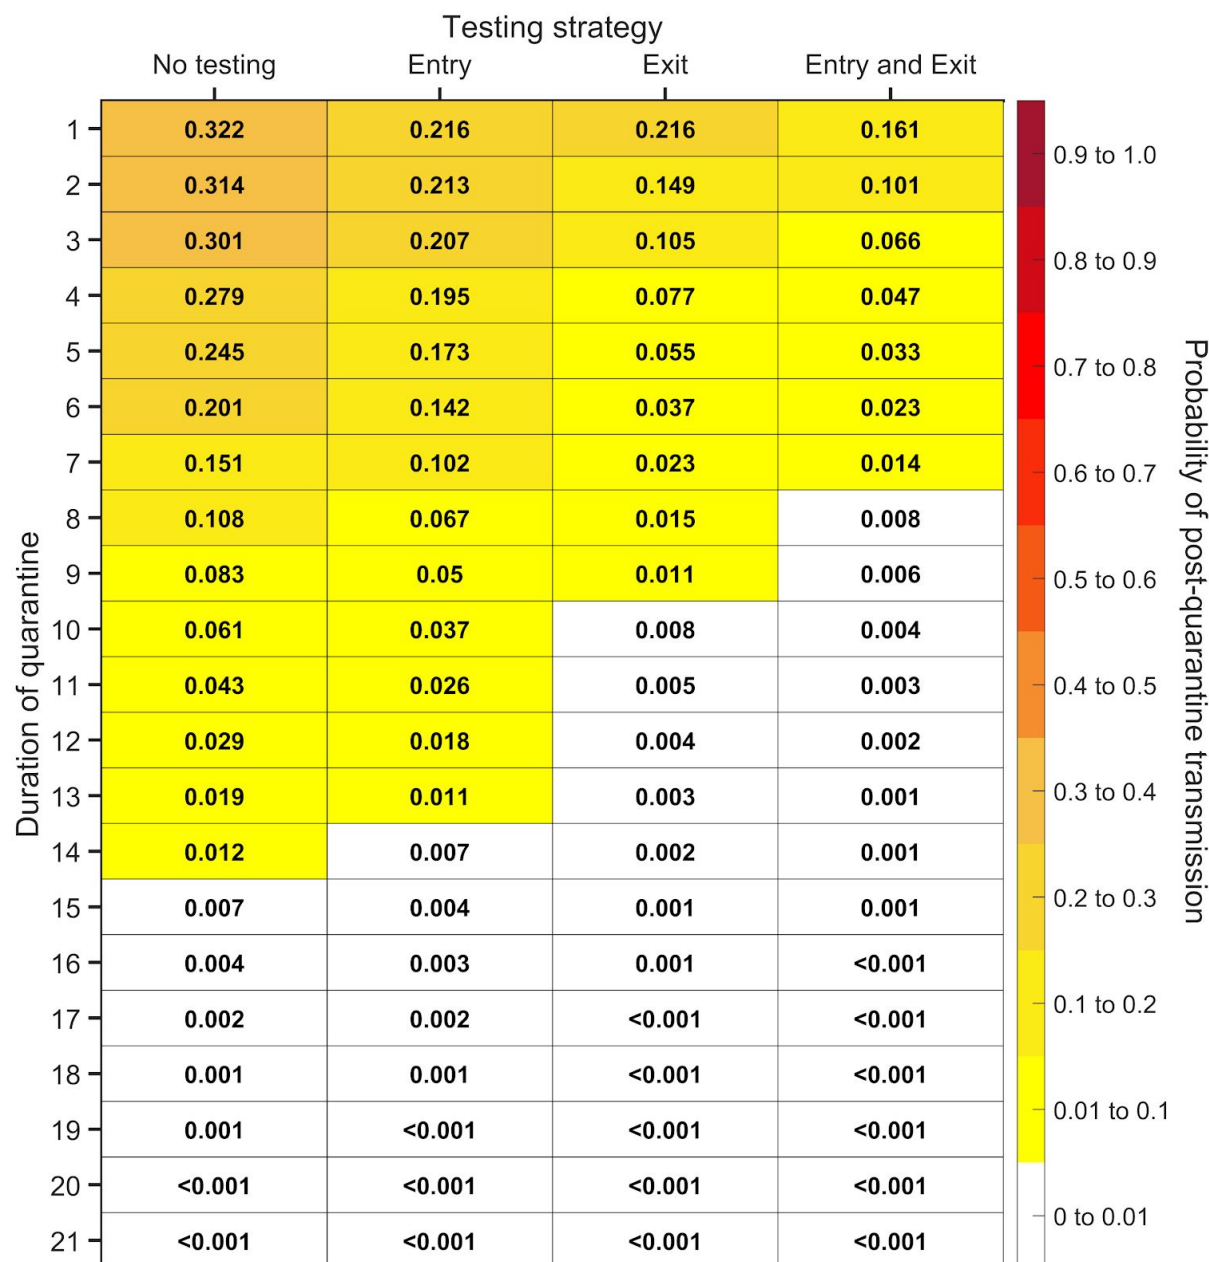 Testing strategy
No testing Entry Exit Entry and Exit
1 0.322 0.216 0.216 0.161
2 0.314 0.213 0.149 0.101
3 0.301 0.207 0.105 0.066
4 0.279 0.195 0.077 0.047
5 0.245 0.173 0.055 0.033
6 0.201 0.142 0.037 0.023
7 0.151 0.102 0.023 0.014
8 0.108 0.067 0.015 0.008
9 0.083 0.05 0.011 0.006
10 0.061 0.037 0.008 0.004
11 0.043 0.026 0.005 0.003
12 0.029 0.018 0.004 0.002
13 0.019 0.011 0.003 0.001
14 0.012 0.007 0.002 0.001
15 0.007 0.004 0.001 0.001
16 0.004 0.003 0.001 <0.001
17 0.002 0.002 <0.001 <0.001
18 0.001 0.001 <0.001 <0.001
19 0.001 <0.001 <0.001 <0.001
20 <0.001 <0.001 <0.001 <0.001
21 <0.001 <0.001 <0.001 <0.001
Duration of quarantine
0.9 to 1.0
0.8 to 0.9
0.7 to 0.8
0.6 to 0.7
0.5 to 0.6
0.4 to 0.5
0.3 to 0.4
0.2 to 0.3
0.1 to 0.2
0.01 to 0.1
0 to 0.01
Probability of post-quarantine transmission